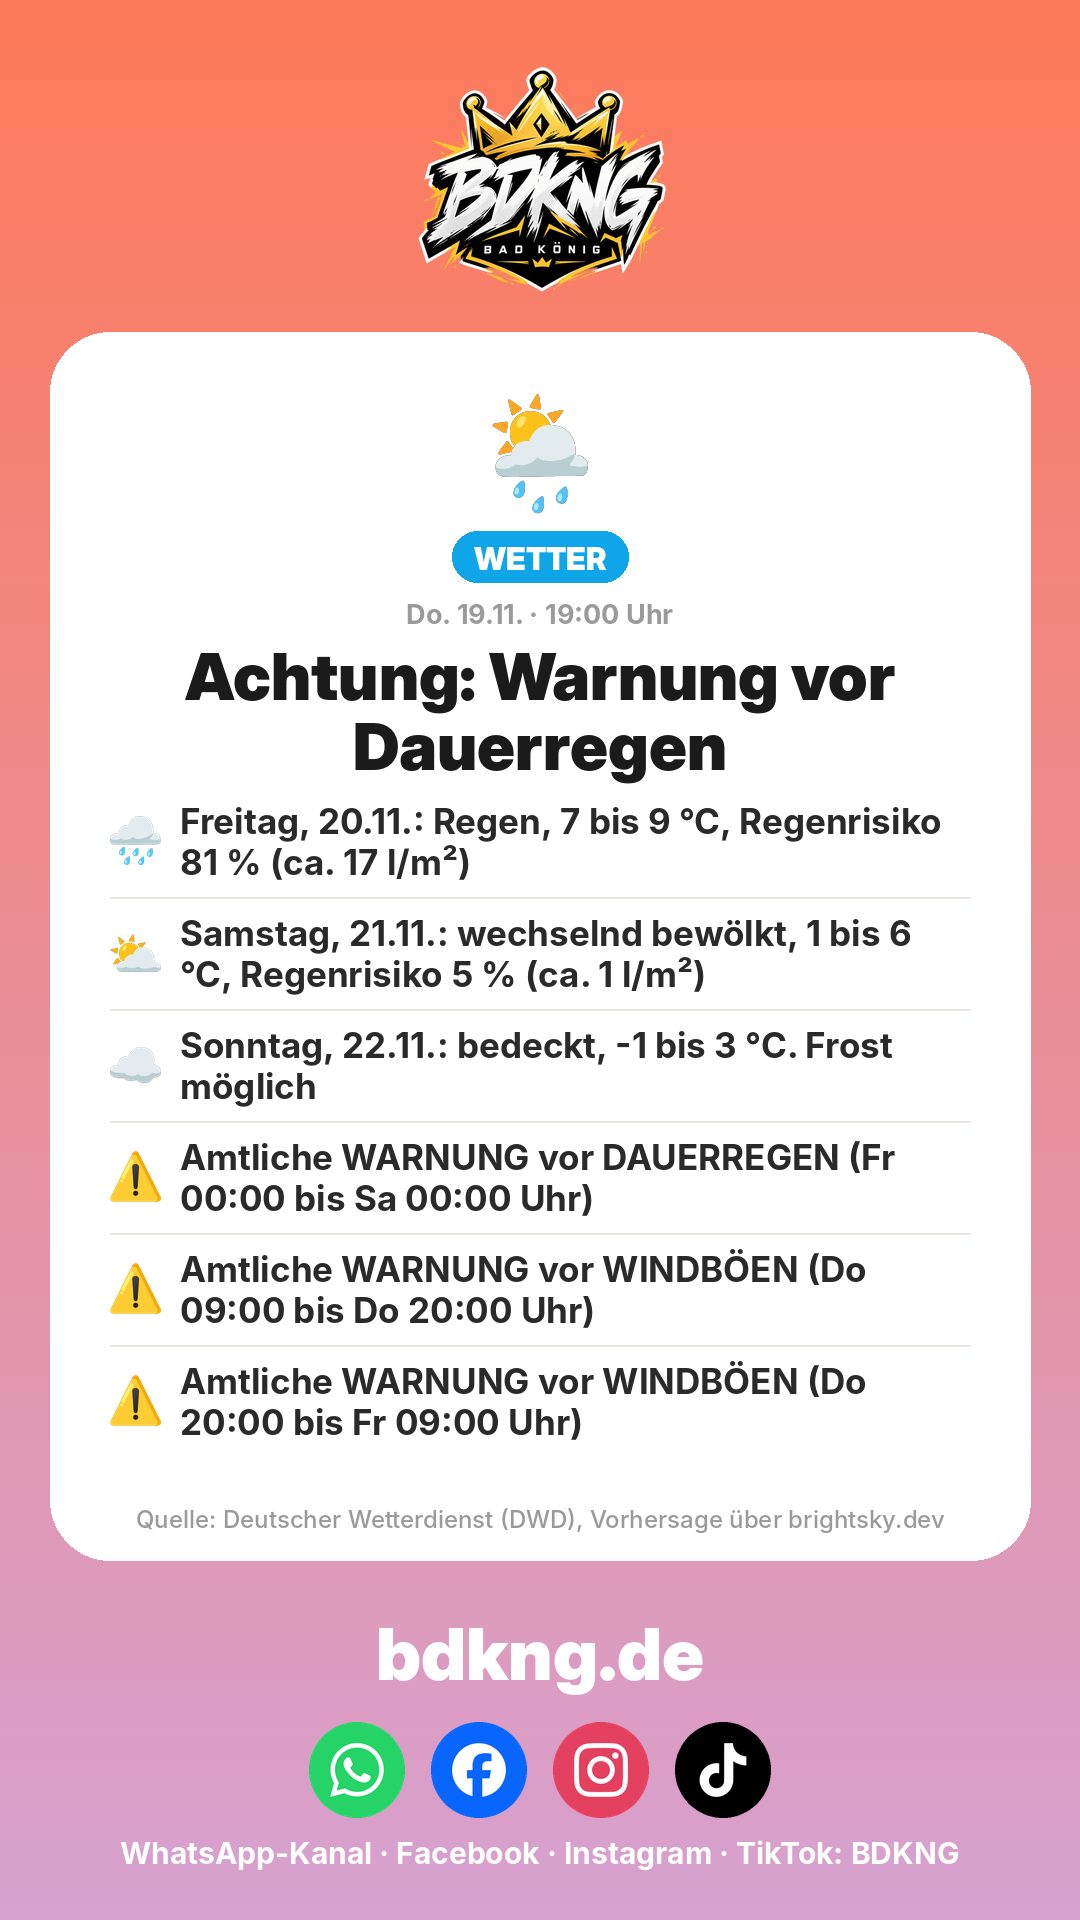 BDKNG
BAD KÖNIG
WETTER
Do. 19.11. · 19:00 Uhr
Achtung: Warnung vor
Dauerregen
Freitag, 20.11.: Regen, 7 bis 9 °C, Regenrisiko
81 % (ca. 17 l/m²)
Samstag, 21.11.: wechselnd bewölkt, 1 bis 6
°C, Regenrisiko 5 % (ca. 1 l/m²)
Sonntag, 22.11.: bedeckt, -1 bis 3 °C. Frost
möglich
Amtliche WARNUNG vor DAUERREGEN (Fr
00:00 bis Sa 00:00 Uhr)
Amtliche WARNUNG vor WINDBÖEN (Do
09:00 bis Do 20:00 Uhr)
Amtliche WARNUNG vor WINDBÖEN (Do
20:00 bis Fr 09:00 Uhr)
Quelle: Deutscher Wetterdienst (DWD), Vorhersage über brightsky.dev
bdkng.de
WhatsApp-Kanal · Facebook · Instagram · TikTok: BDKNG